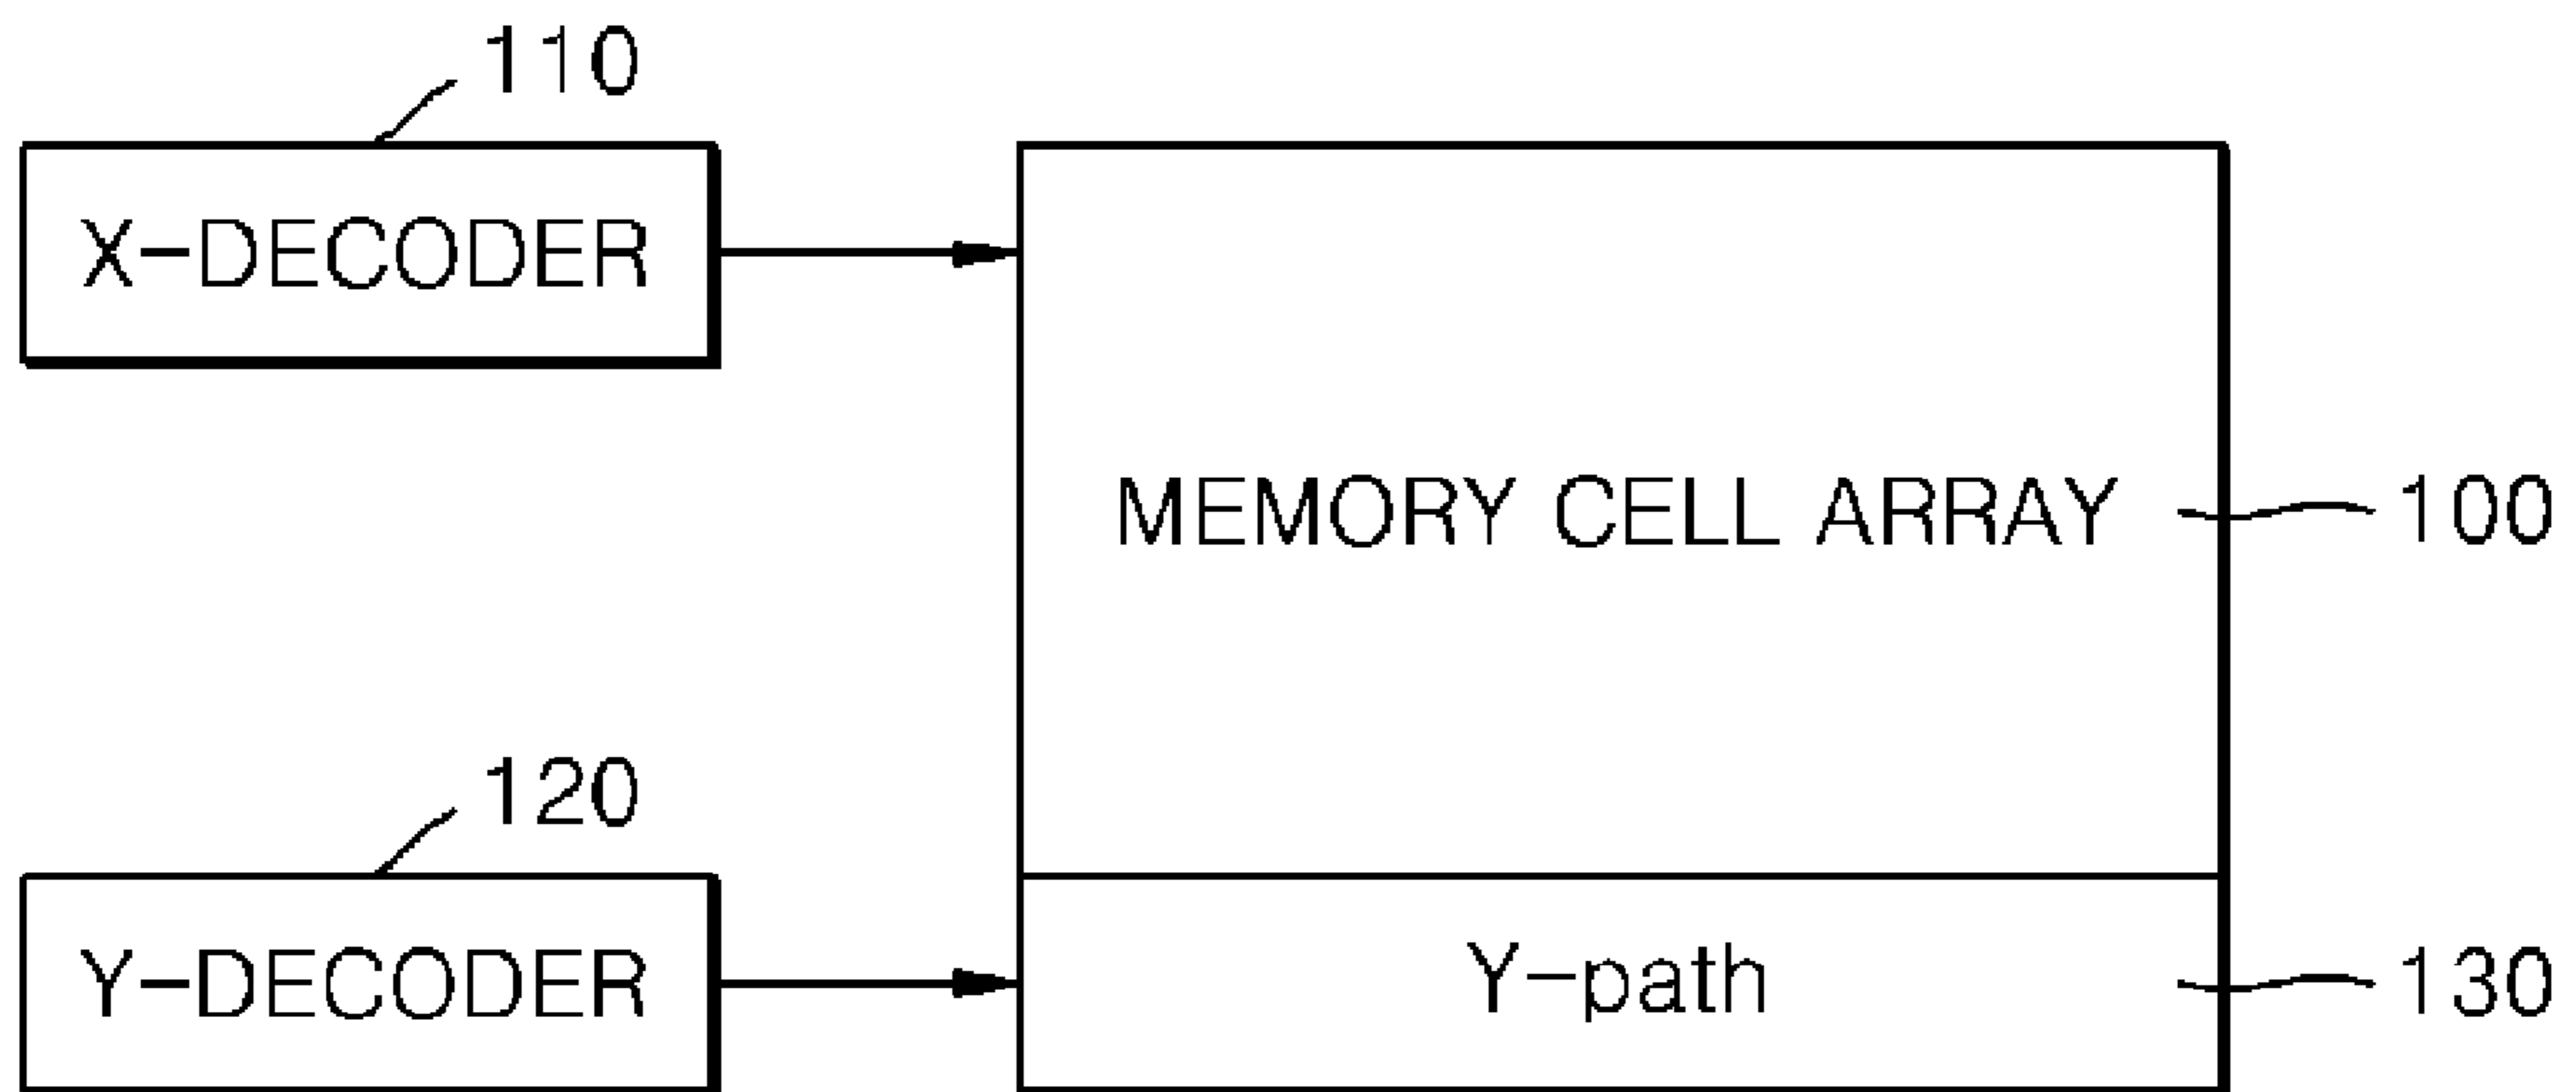 110
X-DECODER
MEMORY CELL ARRAY
100
120
Y-DECODER
Y-path
130